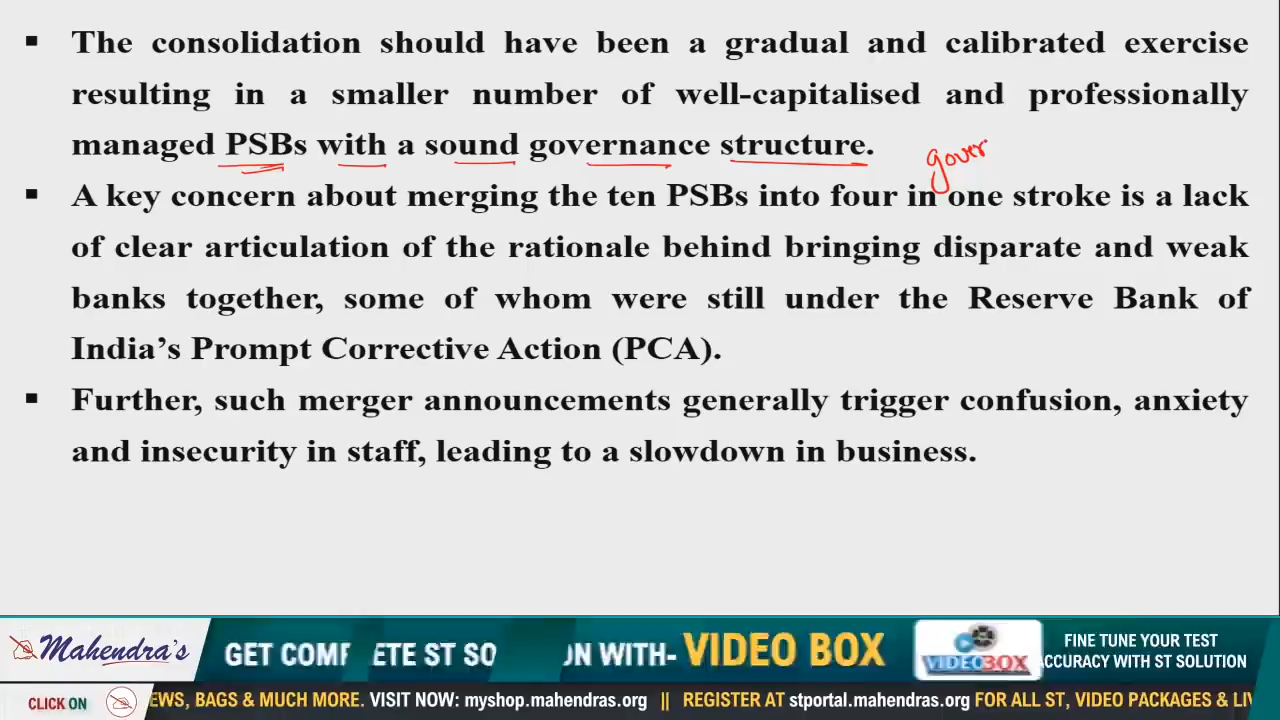 ▪ The consolidation should have been a gradual and calibrated exercise
resulting in a smaller number of well-capitalised and professionally
managed PSBs with a sound governance structure.
gover
▪ A key concern about merging the ten PSBs into four in one stroke is a lack
of clear articulation of the rationale behind bringing disparate and weak
banks together, some of whom were still under the Reserve Bank of
India’s Prompt Corrective Action (PCA).
▪ Further, such merger announcements generally trigger confusion, anxiety
and insecurity in staff, leading to a slowdown in business.
Mahendra's
GET COMP ETE ST SO ON WITH- VIDEO BOX
VIDEOBOX
FINE TUNE YOUR TEST
ACCURACY WITH ST SOLUTION
CLICK ON
EWS, BAGS & MUCH MORE. VISIT NOW: myshop.mahendras.org || REGISTER AT stportal.mahendras.org FOR ALL ST, VIDEO PACKAGES & LIV